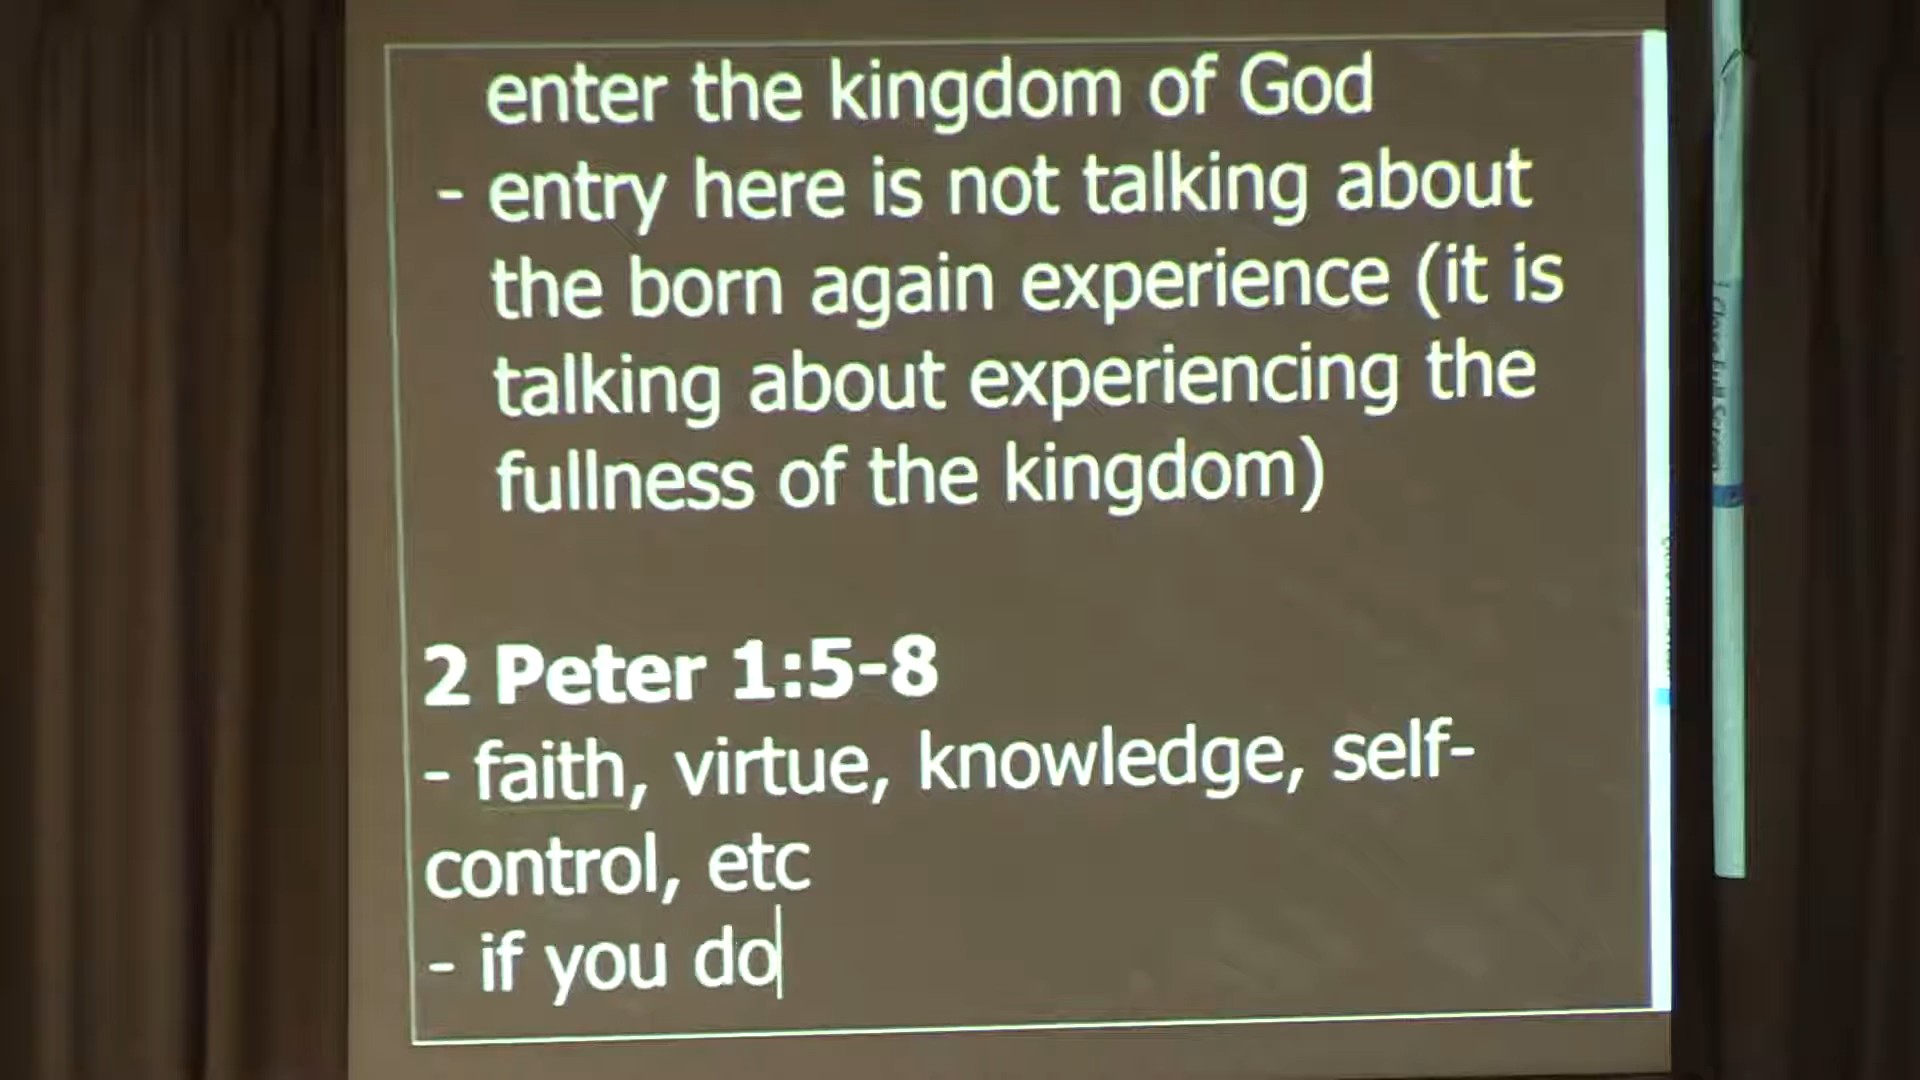 enter the kingdom of God
- entry here is not talking about
the born again experience (it is
talking about experiencing the
fullness of the kingdom)
2 Peter 1:5-8
- faith, virtue, knowledge, self-
control, etc
- if you do